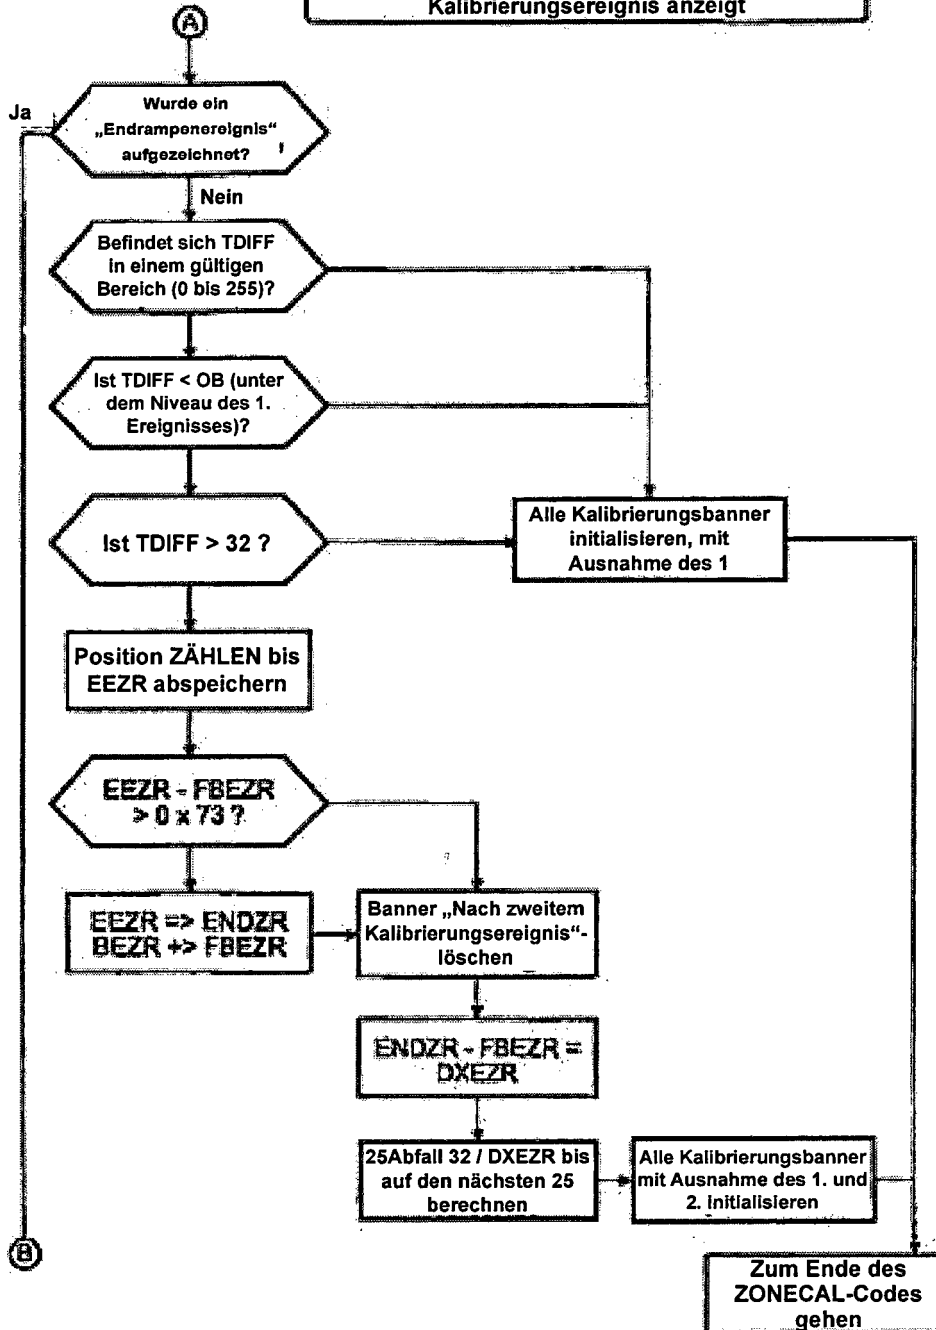 Kalibrierungsereignis anzeigt
A
Wurde ein
„Endrampenereignis“
aufgezeichnet?
Ja
Nein
Befindet sich TDIFF
in einem gültigen
Bereich (0 bis 255)?
Ist TDIFF < OB (unter
dem Niveau des 1.
Ereignisses)?
Ist TDIFF > 32 ?
Alle Kalibrierungsbanner
initialisieren, mit
Ausnahme des 1
Position ZÄHLEN bis
EEZR abspeichern
EEZR - FBEZR
> 0 x 73 ?
EEZR => ENDZR
BEZR +> FBEZR
Banner „Nach zweitem
Kalibrierungsereignis“-
löschen
ENDZR - FBEZR =
DXEZR
25Abfall 32 / DXEZR bis
auf den nächsten 25
berechnen
Alle Kalibrierungsbanner
mit Ausnahme des 1. und
2. initialisieren
B
Zum Ende des
ZONECAL-Codes
gehen